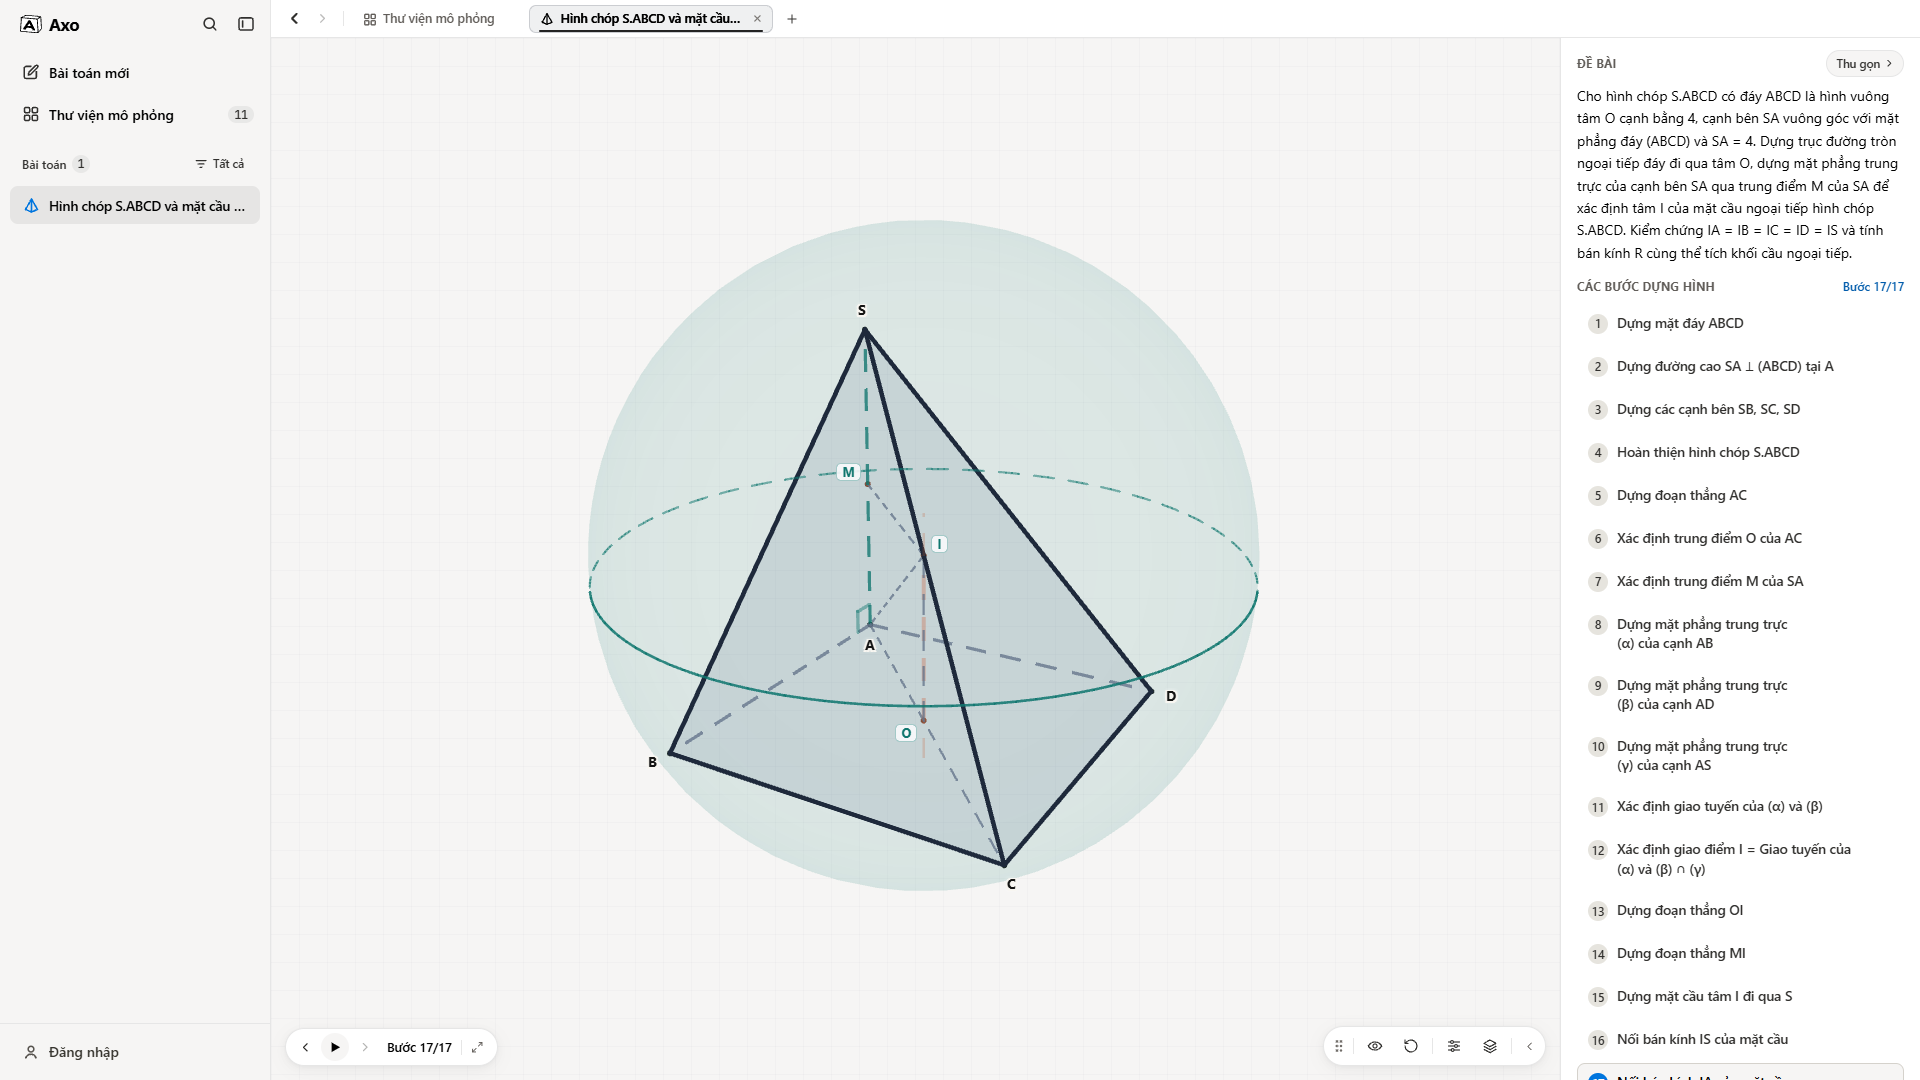 Axo
Bài toán mới
Thư viện mô phỏng
11
Bài toán 1
Tất cả
Hình chóp S.ABCD và mặt cầu ...
Đăng nhập
Thư viện mô phỏng
Hình chóp S.ABCD và mặt cầu...
S
M
I
A
D
O
B
C
Bước 17/17
ĐỀ BÀI
Thu gọn
Cho hình chóp S.ABCD có đáy ABCD là hình vuông
tâm O cạnh bằng 4, cạnh bên SA vuông góc với mặt
phẳng đáy (ABCD) và SA = 4. Dựng trục đường tròn
ngoại tiếp đáy đi qua tâm O, dựng mặt phẳng trung
trực của cạnh bên SA qua trung điểm M của SA để
xác định tâm I của mặt cầu ngoại tiếp hình chóp
S.ABCD. Kiểm chứng IA = IB = IC = ID = IS và tính
bán kính R cùng thể tích khối cầu ngoại tiếp.
CÁC BƯỚC DỰNG HÌNH
Bước 17/17
1 Dựng mặt đáy ABCD
2 Dựng đường cao SA ⊥ (ABCD) tại A
3 Dựng các cạnh bên SB, SC, SD
4 Hoàn thiện hình chóp S.ABCD
5 Dựng đoạn thẳng AC
6 Xác định trung điểm O của AC
7 Xác định trung điểm M của SA
8 Dựng mặt phẳng trung trực
(α) của cạnh AB
9 Dựng mặt phẳng trung trực
(β) của cạnh AD
10 Dựng mặt phẳng trung trực
(γ) của cạnh AS
11 Xác định giao tuyến của (α) và (β)
12 Xác định giao điểm I = Giao tuyến của
(α) và (β) ∩ (γ)
13 Dựng đoạn thẳng OI
14 Dựng đoạn thẳng MI
15 Dựng mặt cầu tâm I đi qua S
16 Nối bán kính IS của mặt cầu